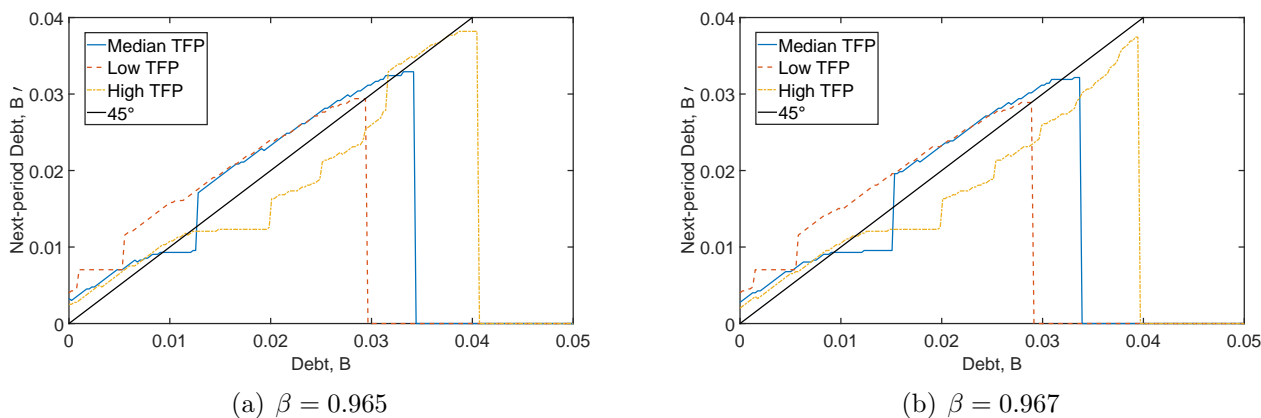 0.04
0.03
0.02
0.01
0
Next-period Debt, B ′
Median TFP
Low TFP
High TFP
45°
0 0.01 0.02 0.03 0.04 0.05
Debt, B
(a) β = 0.965
0.04
0.03
0.02
0.01
0
Next-period Debt, B ′
Median TFP
Low TFP
High TFP
45°
0 0.01 0.02 0.03 0.04 0.05
Debt, B
(b) β = 0.967